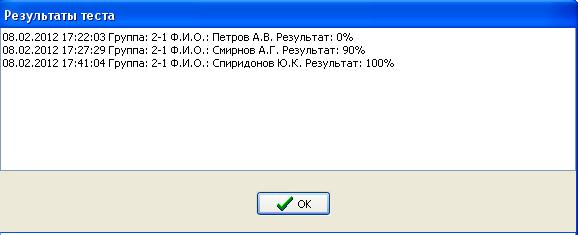 Результаты теста
08.02.2012 17:22:03 Группа: 2-1 Ф.И.О.: Петров А.В. Результат: 0%
08.02.2012 17:27:29 Группа: 2-1 Ф.И.О.: Смирнов А.Г. Результат: 90%
08.02.2012 17:41:04 Группа: 2-1 Ф.И.О.: Спиридонов Ю.К. Результат: 100%
OK